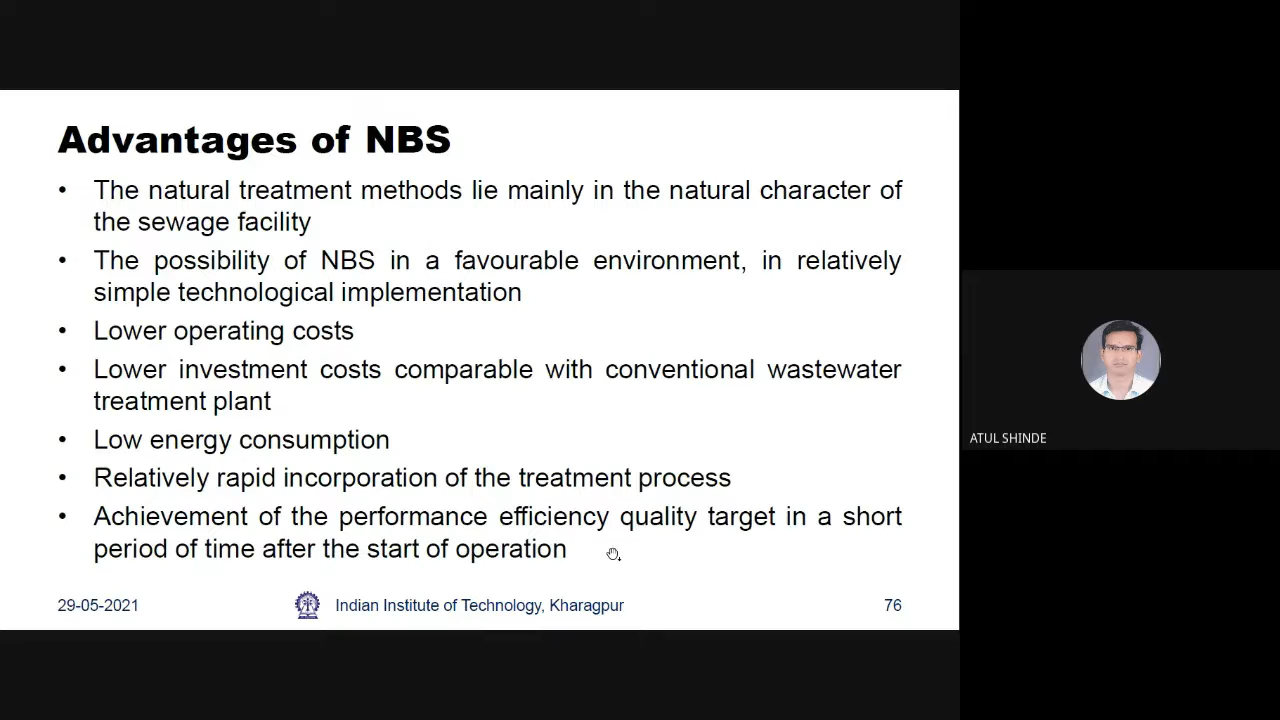 Advantages of NBS
• The natural treatment methods lie mainly in the natural character of
the sewage facility
• The possibility of NBS in a favourable environment, in relatively
simple technological implementation
• Lower operating costs
• Lower investment costs comparable with conventional wastewater
treatment plant
• Low energy consumption
• Relatively rapid incorporation of the treatment process
• Achievement of the performance efficiency quality target in a short
period of time after the start of operation
29-05-2021 Indian Institute of Technology, Kharagpur 76
ATUL SHINDE